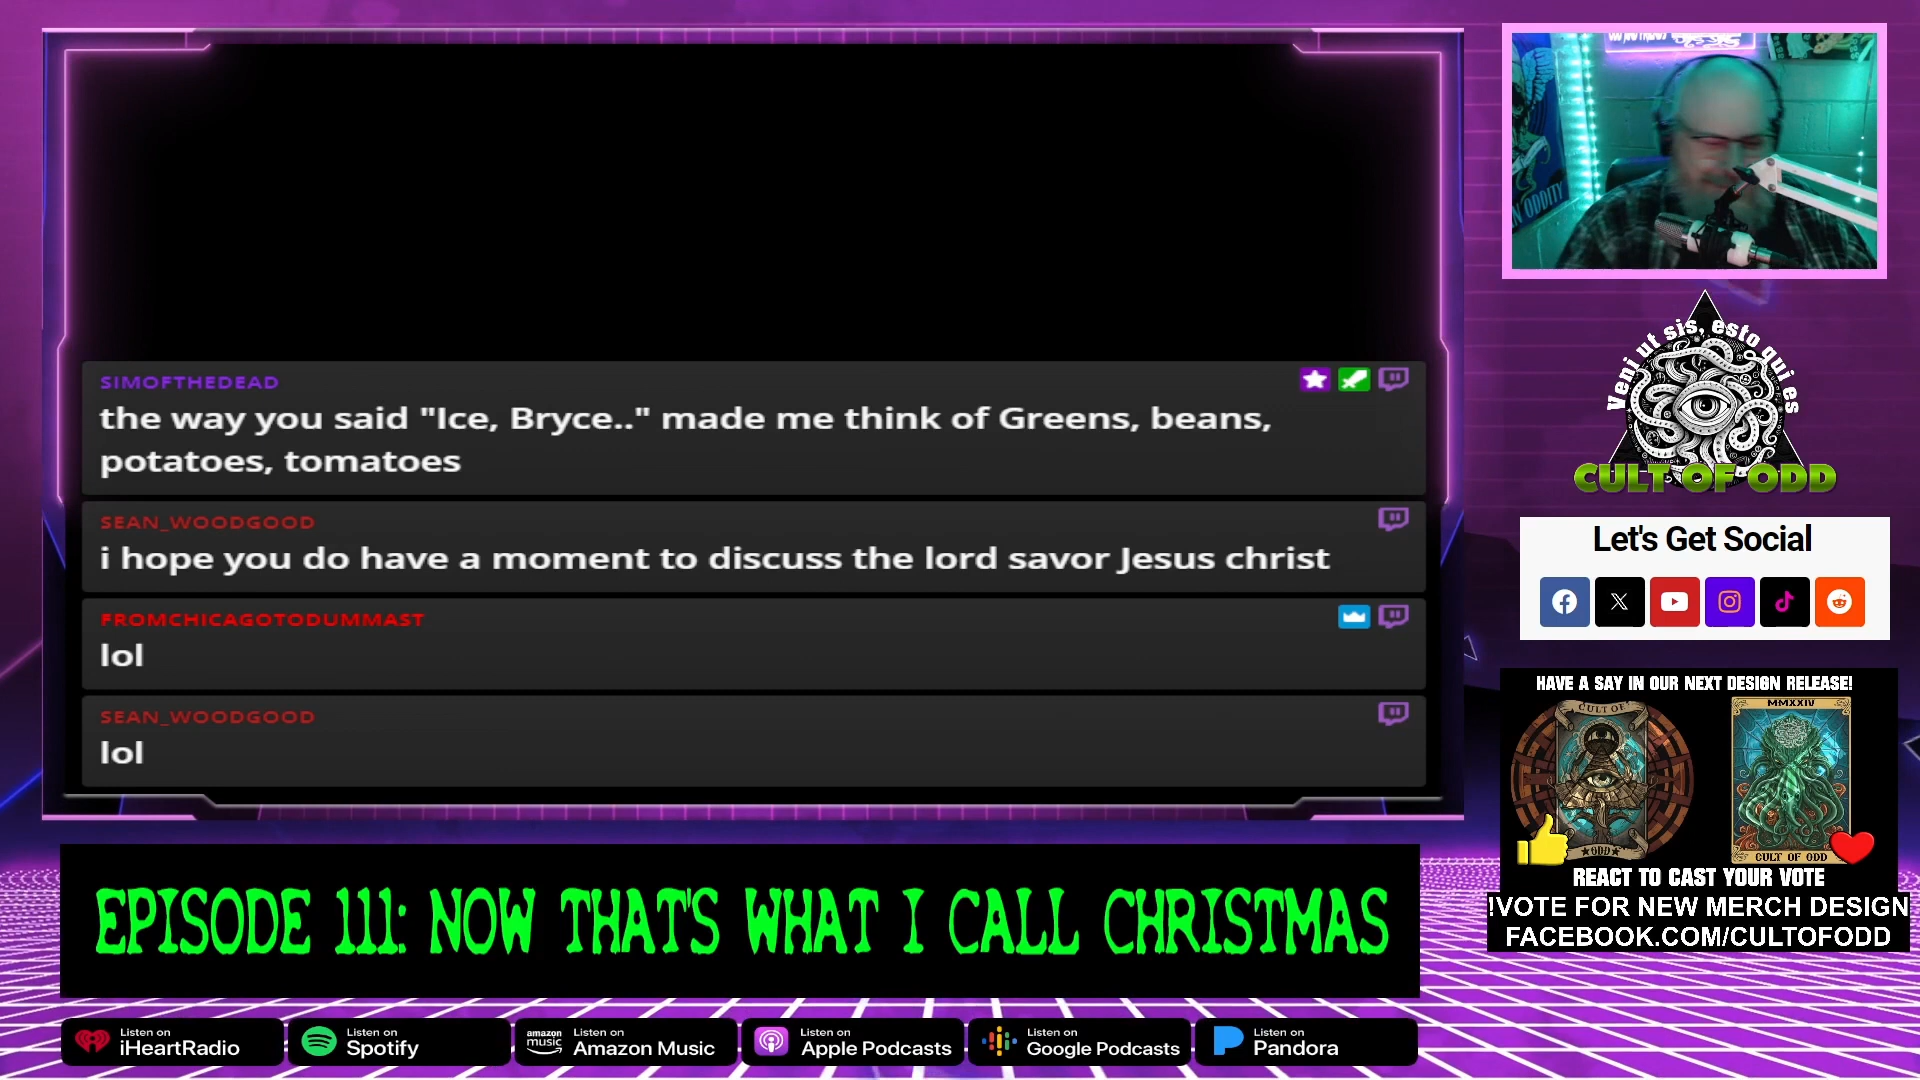 SIMOFTHEDEAD
the way you said "Ice, Bryce.." made me think of Greens, beans,
potatoes, tomatoes
SEAN_WOODGOOD
i hope you do have a moment to discuss the lord savor Jesus christ
FROMCHICAGOTODUMMAST
lol
SEAN_WOODGOOD
lol
EPISODE 111: NOW THAT'S WHAT I CALL CHRISTMAS
Listen on
iHeartRadio
Listen on
Spotify
amazon
music
Listen on
Amazon Music
Listen on
Apple Podcasts
Listen on
Google Podcasts
Listen on
Pandora
N ODDITY
Veni ut sis, esto qui es
CULT OF ODD
Let's Get Social
HAVE A SAY IN OUR NEXT DESIGN RELEASE!
CULT OF
ODD
MMXXIV
CULT OF ODD
REACT TO CAST YOUR VOTE
!VOTE FOR NEW MERCH DESIGN
FACEBOOK.COM/CULTOFODD